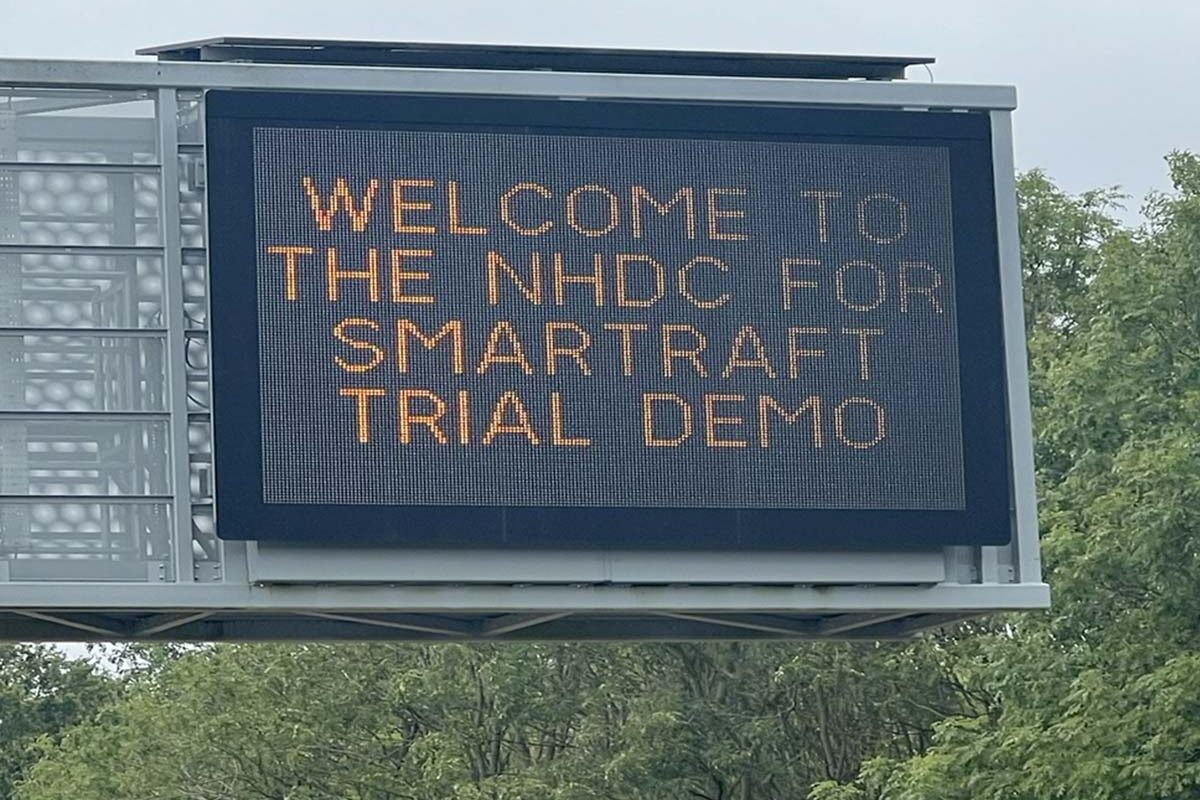 WELCOME TO
THE NHDC FOR
SMARTRAFT
TRIAL DEMO